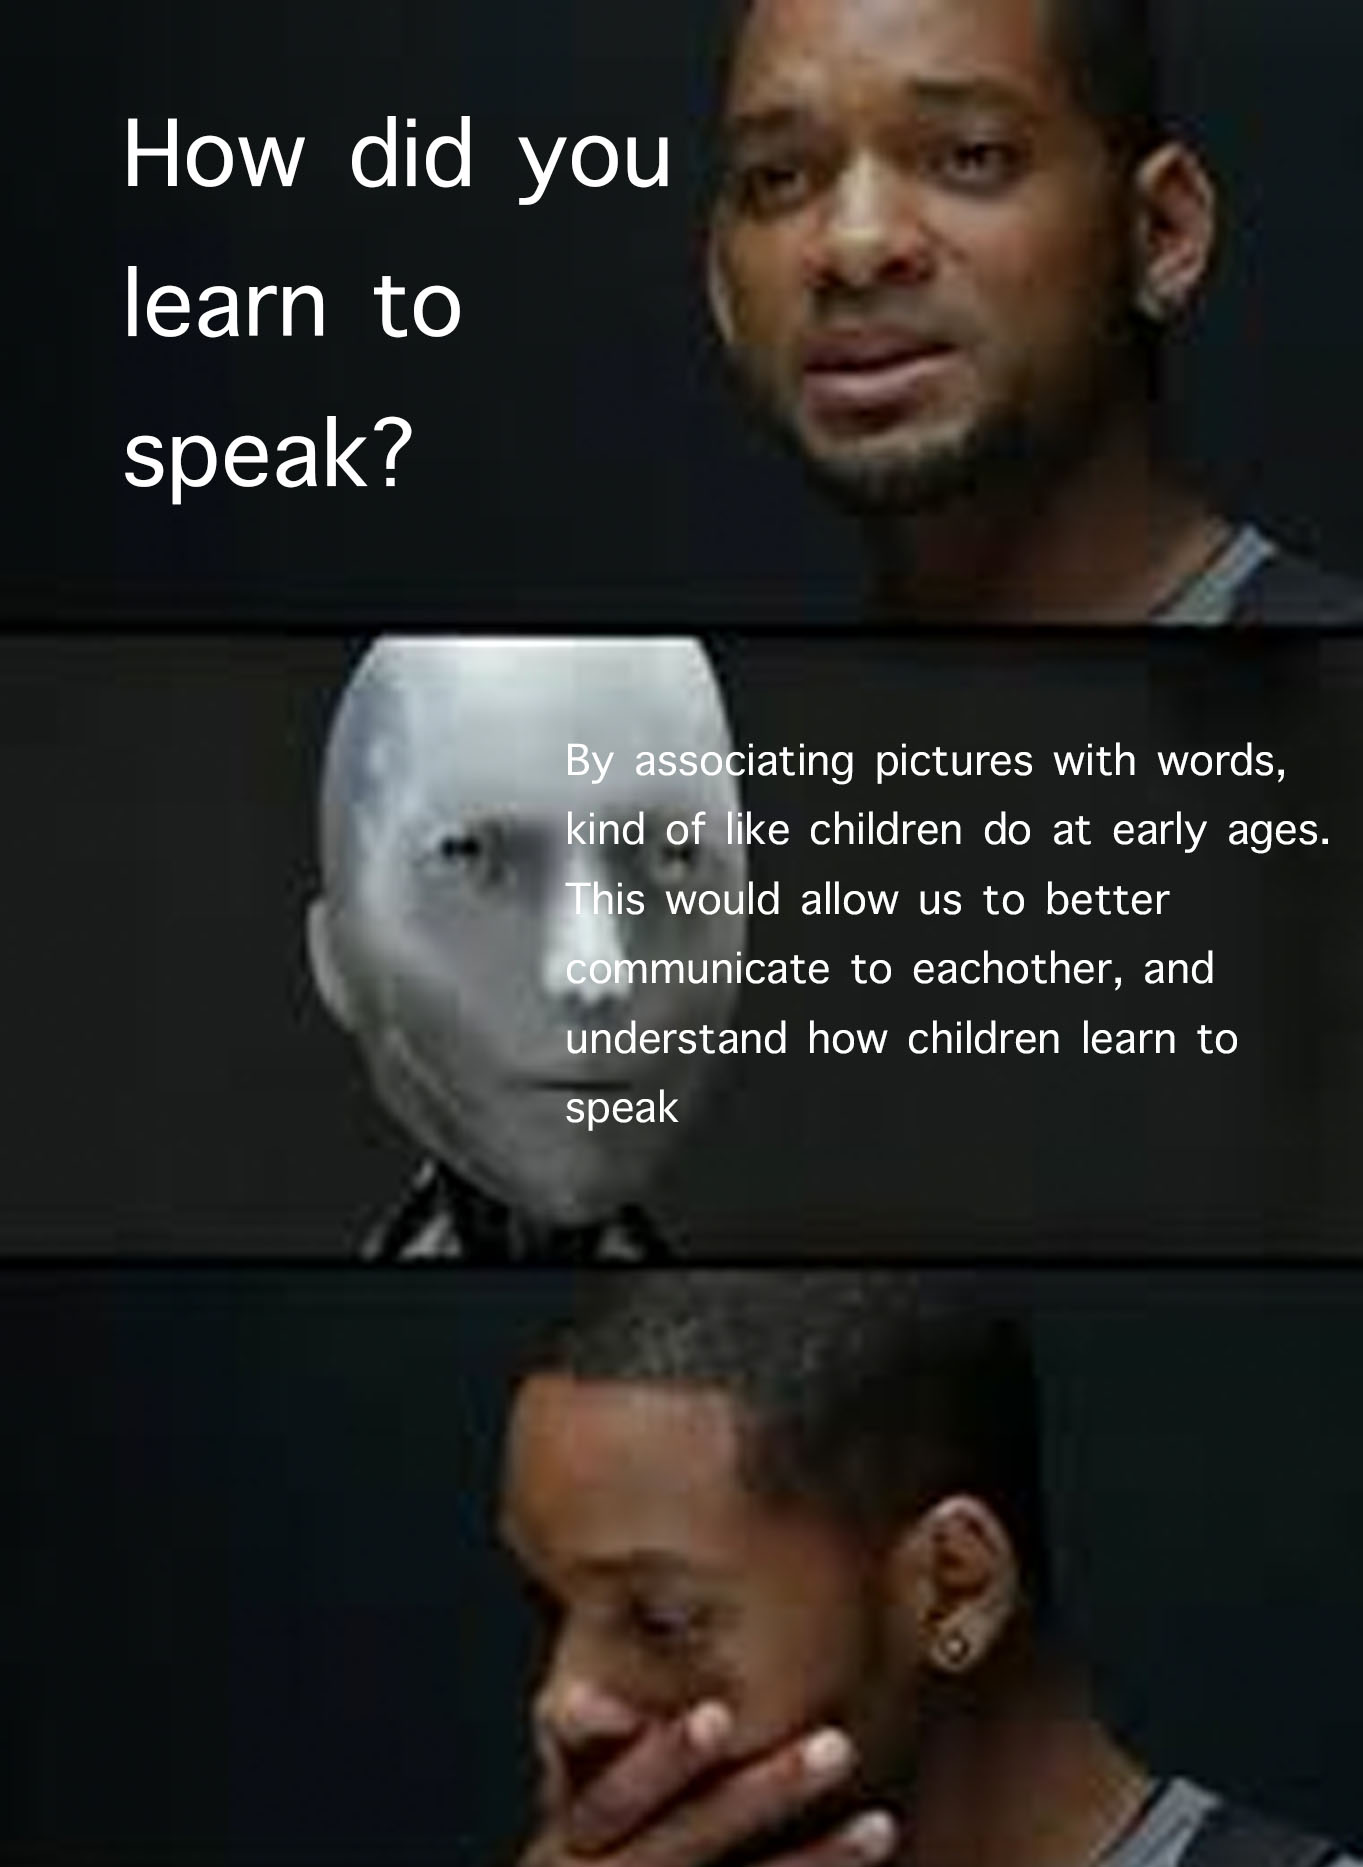 How did you
learn to
speak?
By associating pictures with words,
kind of like children do at early ages.
This would allow us to better
communicate to eachother, and
understand how children learn to
speak